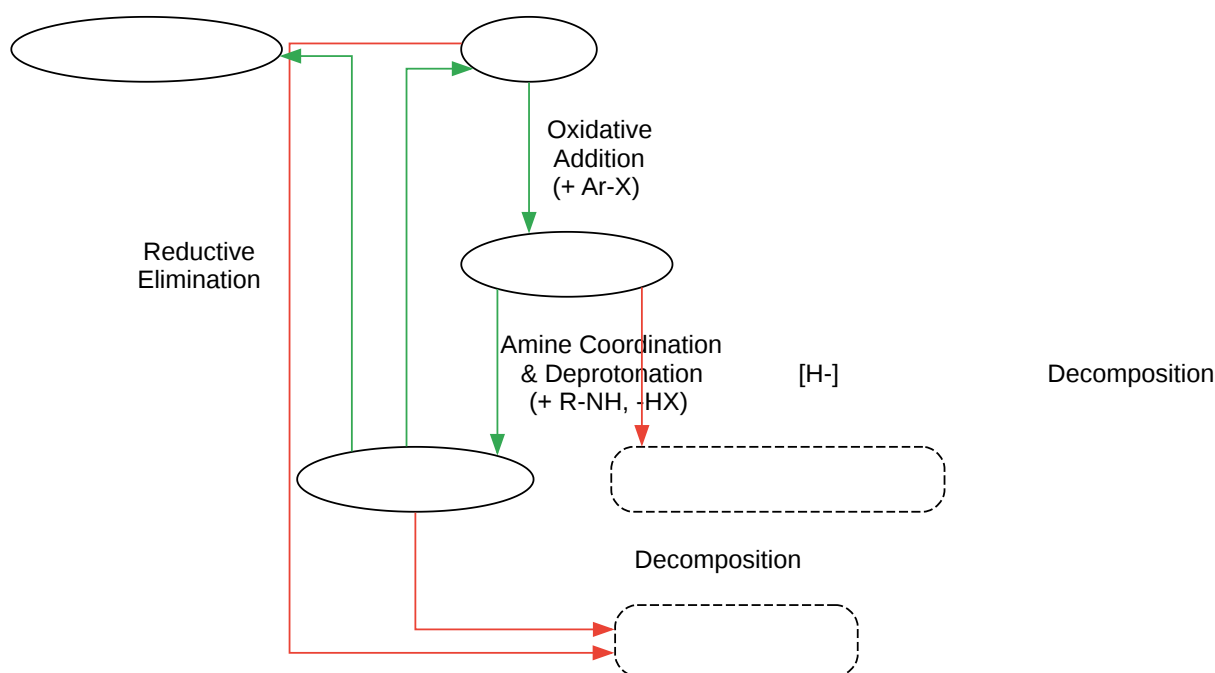 Oxidative
Addition
(+ Ar-X)
Reductive
Elimination
Amine Coordination
& Deprotonation
(+ R-NH, -HX)
[H-]
Decomposition
Decomposition